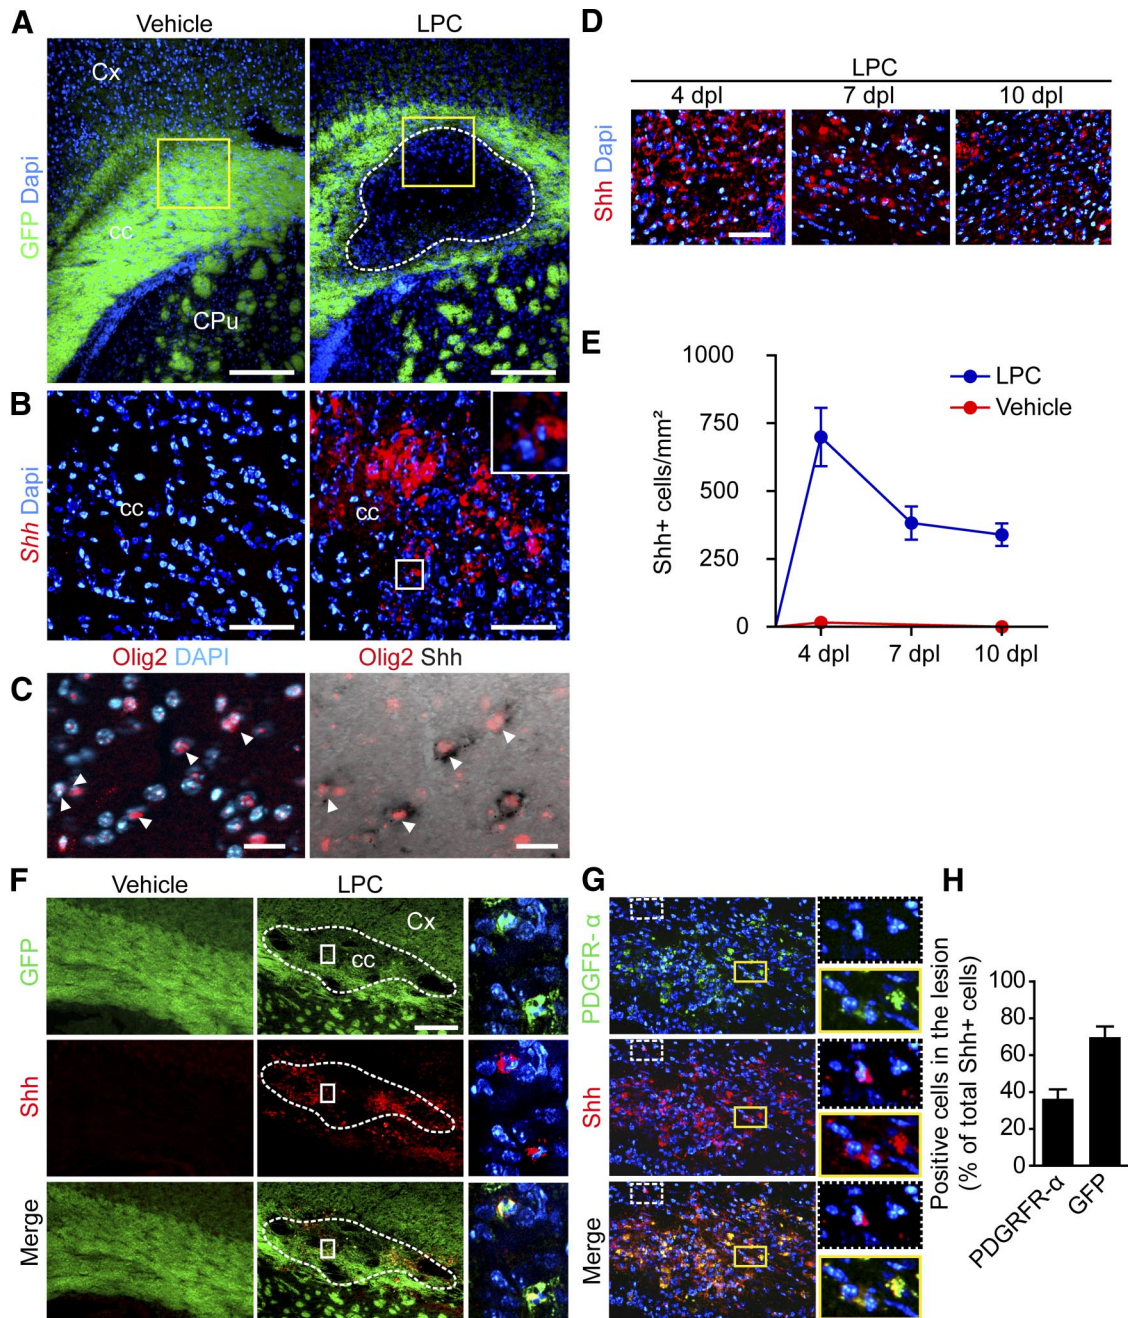 A
Vehicle
LPC
GFP Dapi
Cx
cc
CPu
B
Shh Dapi
cc
cc
C
Olig2 DAPI
Olig2 Shh
D
LPC
4 dpl
7 dpl
10 dpl
Shh Dapi
E
Shh+ cells/mm²
1000
750
500
250
0
LPC
Vehicle
4 dpl
7 dpl
10 dpl
F
Vehicle
LPC
GFP
Cx
cc
Shh
Merge
G
PDGFR-α
Shh
Merge
H
Positive cells in the lesion
(% of total Shh+ cells)
100
80
60
40
20
0
PDGRFR-α
GFP